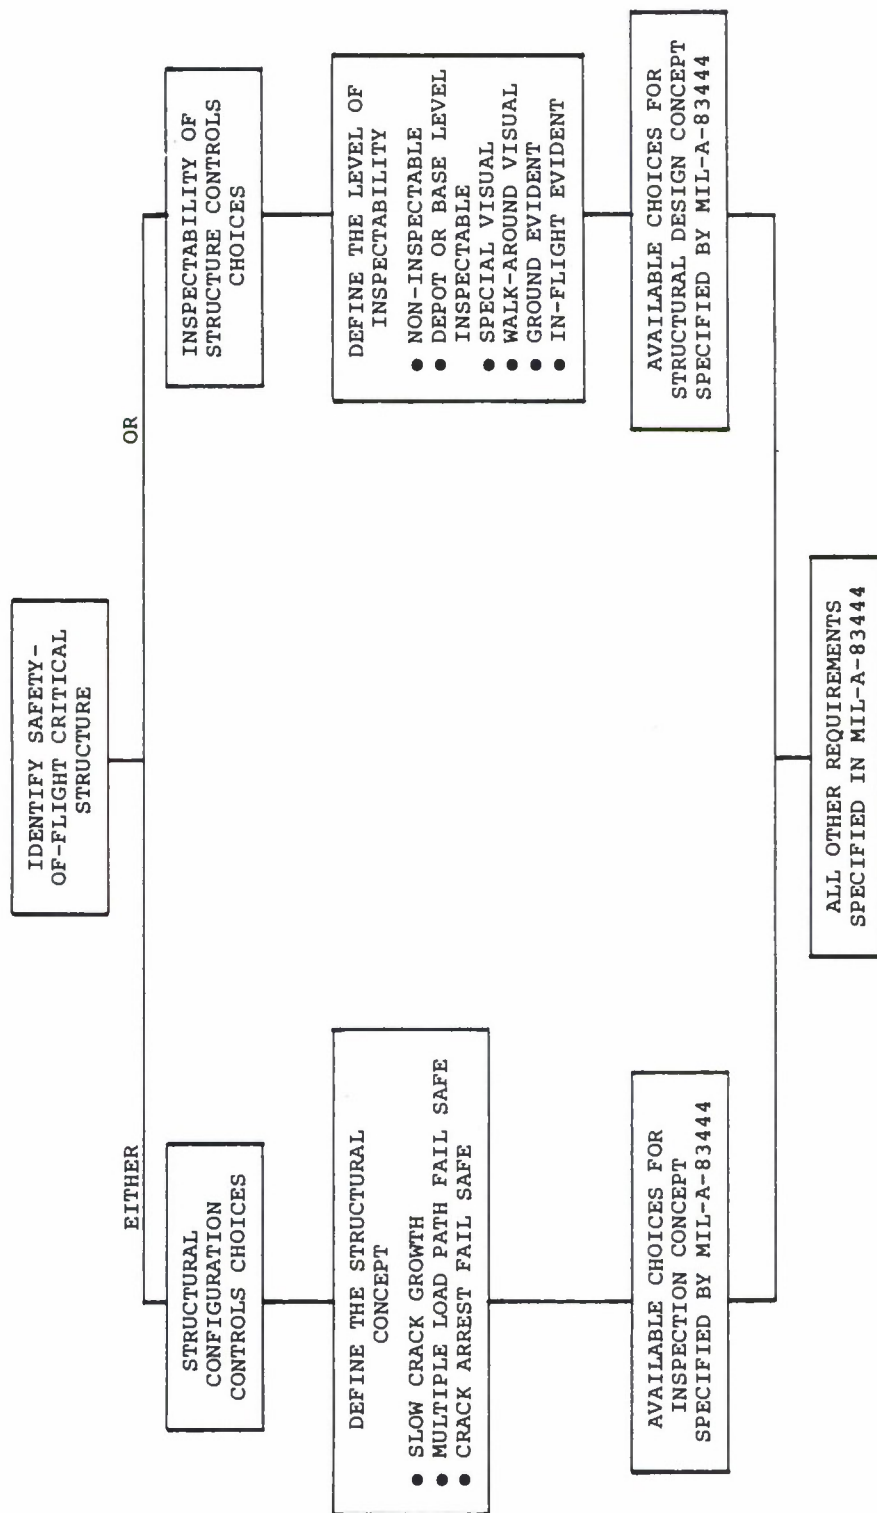 IDENTIFY SAFETY-
OF-FLIGHT CRITICAL
STRUCTURE
EITHER
OR
STRUCTURAL
CONFIGURATION
CONTROLS CHOICES
INSPECTABILITY OF
STRUCTURE CONTROLS
CHOICES
DEFINE THE STRUCTURAL
CONCEPT
● SLOW CRACK GROWTH
● MULTIPLE LOAD PATH FAIL SAFE
● CRACK ARREST FAIL SAFE
DEFINE THE LEVEL OF
INSPECTABILITY
● NON-INSPECTABLE
● DEPOT OR BASE LEVEL
INSPECTABLE
● SPECIAL VISUAL
● WALK-AROUND VISUAL
● GROUND EVIDENT
● IN-FLIGHT EVIDENT
AVAILABLE CHOICES FOR
INSPECTION CONCEPT
SPECIFIED BY MIL-A-83444
AVAILABLE CHOICES FOR
STRUCTURAL DESIGN CONCEPT
SPECIFIED BY MIL-A-83444
ALL OTHER REQUIREMENTS
SPECIFIED IN MIL-A-83444